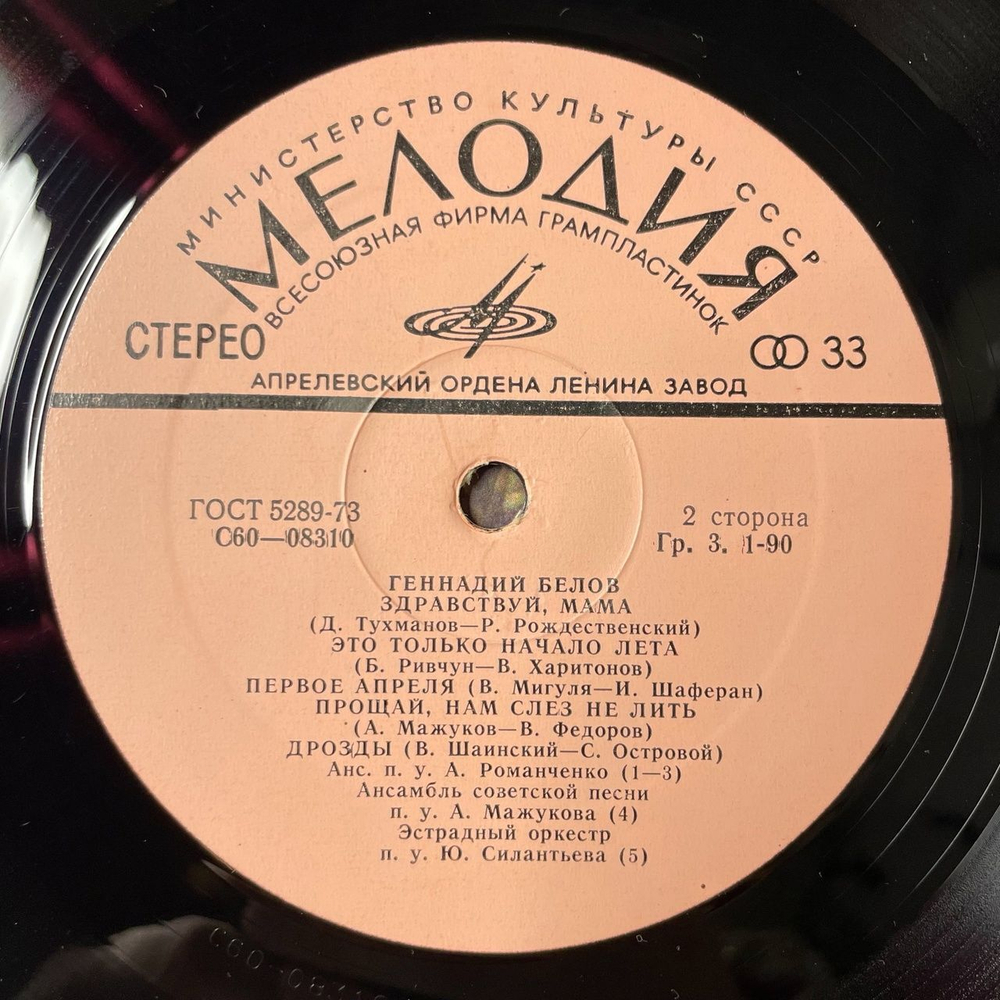 МИНИСТЕРСТВО КУЛЬТУРЫ СССР
МЕЛОДИЯ
ВСЕСОЮЗНАЯ ФИРМА ГРАМПЛАСТИНОК
СТЕРЕО
33
АПРЕЛЕВСКИЙ ОРДЕНА ЛЕНИНА ЗАВОД
ГОСТ 5289-73
С60—08310
2 сторона
Гр. 3. 1-90
ГЕННАДИЙ БЕЛОВ
ЗДРАВСТВУЙ, МАМА
(Д. Тухманов—Р. Рождественский)
ЭТО ТОЛЬКО НАЧАЛО ЛЕТА
(Б. Ривчун—В. Харитонов)
ПЕРВОЕ АПРЕЛЯ (В. Мигуля—И. Шаферан)
ПРОЩАЙ, НАМ СЛЕЗ НЕ ЛИТЬ
(А. Мажуков—В. Федоров)
ДРОЗДЫ (В. Шаинский—С. Островой)
Анс. п. у. А. Романченко (1—3)
Ансамбль советской песни
п. у. А. Мажукова (4)
Эстрадный оркестр
п. у. Ю. Силантьева (5)